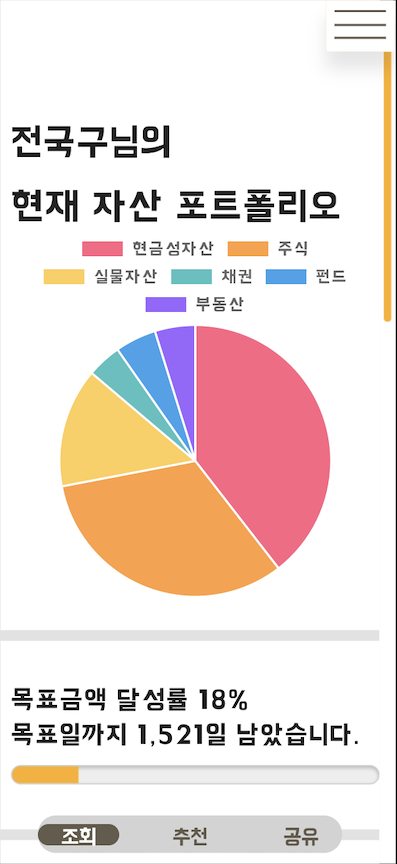 전국구님의
현재 자산 포트폴리오
현금성자산 주식
실물자산 채권 펀드
부동산
목표금액 달성률 18%
목표일까지 1,521일 남았습니다.
조회 추천 공유